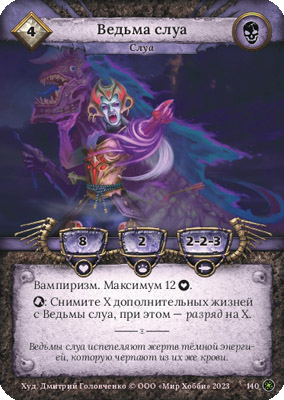 4
Ведьма слуа
Слуа
8
2
2-2-3
Вампиризм. Максимум 12
: Снимите X дополнительных жизней
с Ведьмы слуа, при этом — разряд на X.
Ведьмы слуа испепеляют жертв тёмной энерги-
ей, которую черпают из их же крови.
Худ. Дмитрий Головченко © ООО «Мир Хобби» 2023
140